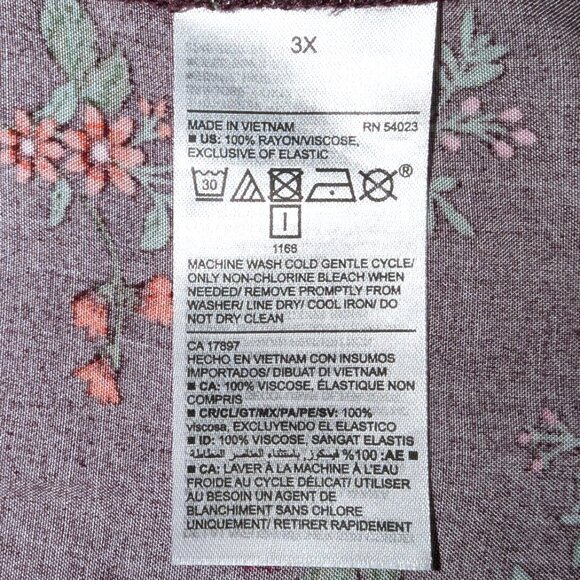 3X
MADE IN VIETNAM RN 54023
■ US: 100% RAYON/VISCOSE,
EXCLUSIVE OF ELASTIC
30
®
1166
MACHINE WASH COLD GENTLE CYCLE/
ONLY NON-CHLORINE BLEACH WHEN
NEEDED/ REMOVE PROMPTLY FROM
WASHER/ LINE DRY/ COOL IRON/ DO
NOT DRY CLEAN
CA 17897
HECHO EN VIETNAM CON INSUMOS
IMPORTADOS/ DIBUAT DI VIETNAM
■ CA: 100% VISCOSE, ÉLASTIQUE NON
COMPRIS
■ CR/CL/GT/MX/PA/PE/SV: 100%
viscosa, EXCLUYENDO EL ELASTICO
■ ID: 100% VISCOSE, SANGAT ELASTIS
■ AE: 100% فيسكوز, باستثناء العناصر المطاطة
■ CA: LAVER À LA MACHINE À L'EAU
FROIDE AU CYCLE DÉLICAT/ UTILISER
AU BESOIN UN AGENT DE
BLANCHIMENT SANS CHLORE
UNIQUEMENT/ RETIRER RAPIDEMENT